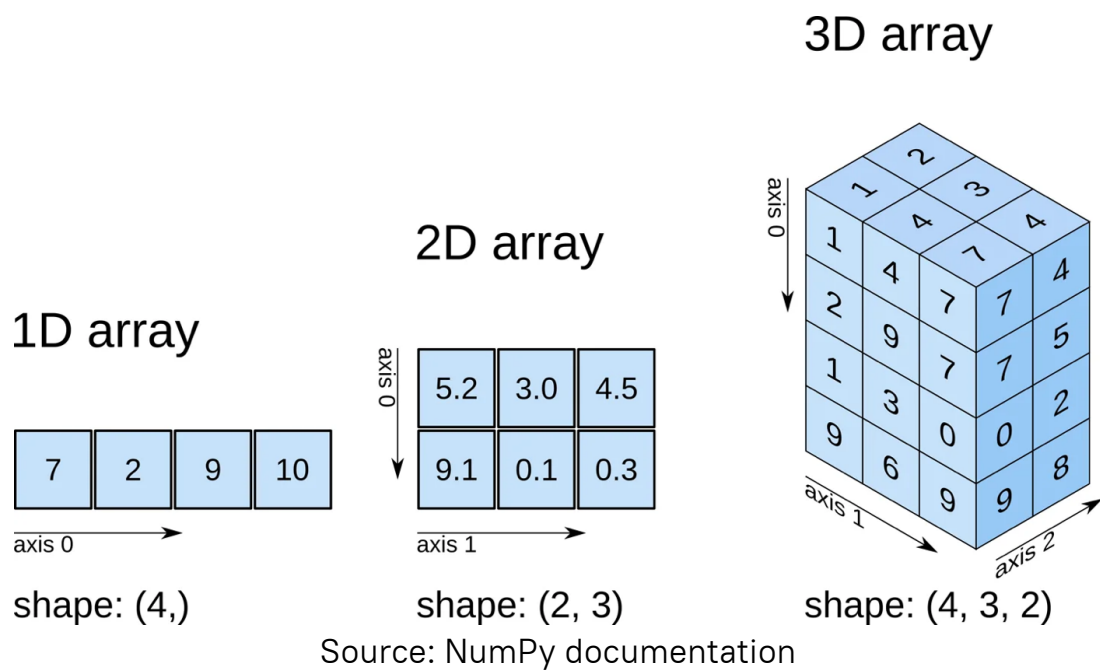 3D array
2
1 3
4 4
7
axis 0
1 4 7 7 4
2 9 7 7 5
1 3 0 0 2
9 6 9 9 8
axis 1
axis 2
shape: (4, 3, 2)
2D array
axis 0
5.2 3.0 4.5
9.1 0.1 0.3
axis 1
shape: (2, 3)
1D array
7 2 9 10
axis 0
shape: (4,)
Source: NumPy documentation